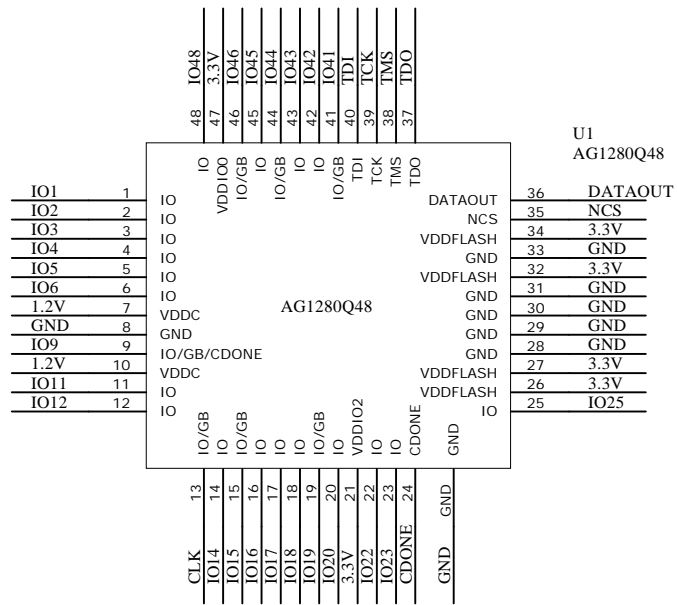 IO48 3.3V IO46 IO45 IO44 IO43 IO42 IO41 TDI TCK TMS TDO
48 47 46 45 44 43 42 41 40 39 38 37
IO VDDIO0 IO/GB IO IO/GB IO IO IO/GB TDI TCK TMS TDO
U1
AG1280Q48
IO1 1 IO DATAOUT 36 DATAOUT
IO2 2 IO NCS 35 NCS
IO3 3 IO VDDFLASH 34 3.3V
IO4 4 IO GND 33 GND
IO5 5 IO VDDFLASH 32 3.3V
IO6 6 IO GND 31 GND
1.2V 7 VDDC AG1280Q48 GND 30 GND
GND 8 GND GND 29 GND
IO9 9 IO/GB/CDONE GND 28 GND
1.2V 10 VDDC VDDFLASH 27 3.3V
IO11 11 IO VDDFLASH 26 3.3V
IO12 12 IO IO 25 IO25
IO/GB IO IO/GB IO IO IO IO/GB IO VDDIO2 IO IO CDONE GND
13 14 15 16 17 18 19 20 21 22 23 24 GND
CLK IO14 IO15 IO16 IO17 IO18 IO19 IO20 3.3V IO22 IO23 CDONE GND